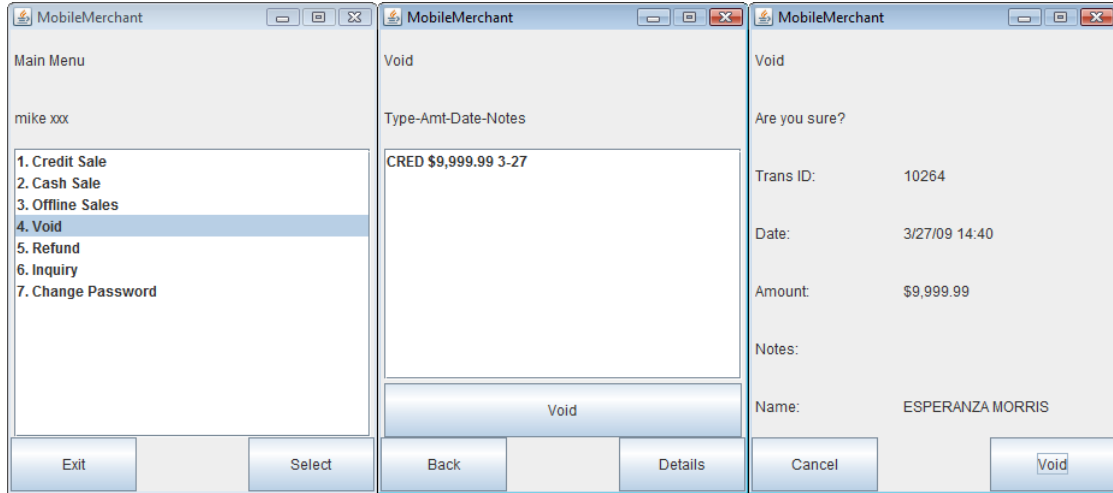 MobileMerchant
Main Menu
mike xxx
1. Credit Sale
2. Cash Sale
3. Offline Sales
4. Void
5. Refund
6. Inquiry
7. Change Password
Exit Select
MobileMerchant
Void
Type-Amt-Date-Notes
CRED $9,999.99 3-27
Void
Back Details
MobileMerchant
Void
Are you sure?
Trans ID: 10264
Date: 3/27/09 14:40
Amount: $9,999.99
Notes:
Name: ESPERANZA MORRIS
Cancel Void